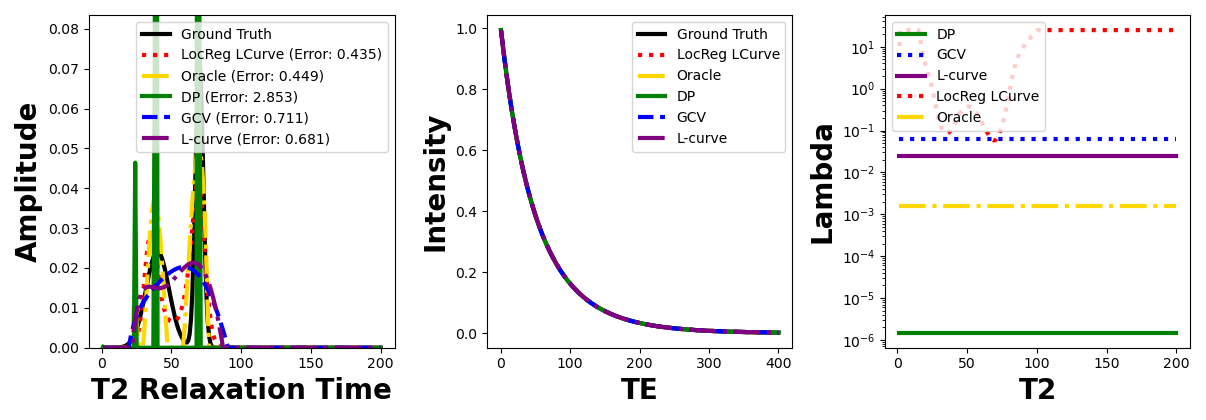 Amplitude
0.08
0.07
0.06
0.05
0.04
0.03
0.02
0.01
0.00
Ground Truth
LocReg LCurve (Error: 0.435)
Oracle (Error: 0.449)
DP (Error: 2.853)
GCV (Error: 0.711)
L-curve (Error: 0.681)
0 50 100 150 200
T2 Relaxation Time
Intensity
1.0
0.8
0.6
0.4
0.2
0.0
Ground Truth
LocReg LCurve
Oracle
DP
GCV
L-curve
0 100 200 300 400
TE
Lambda
10¹
10⁰
10⁻¹
10⁻²
10⁻³
10⁻⁴
10⁻⁵
10⁻⁶
DP
GCV
L-curve
LocReg LCurve
Oracle
0 50 100 150 200
T2